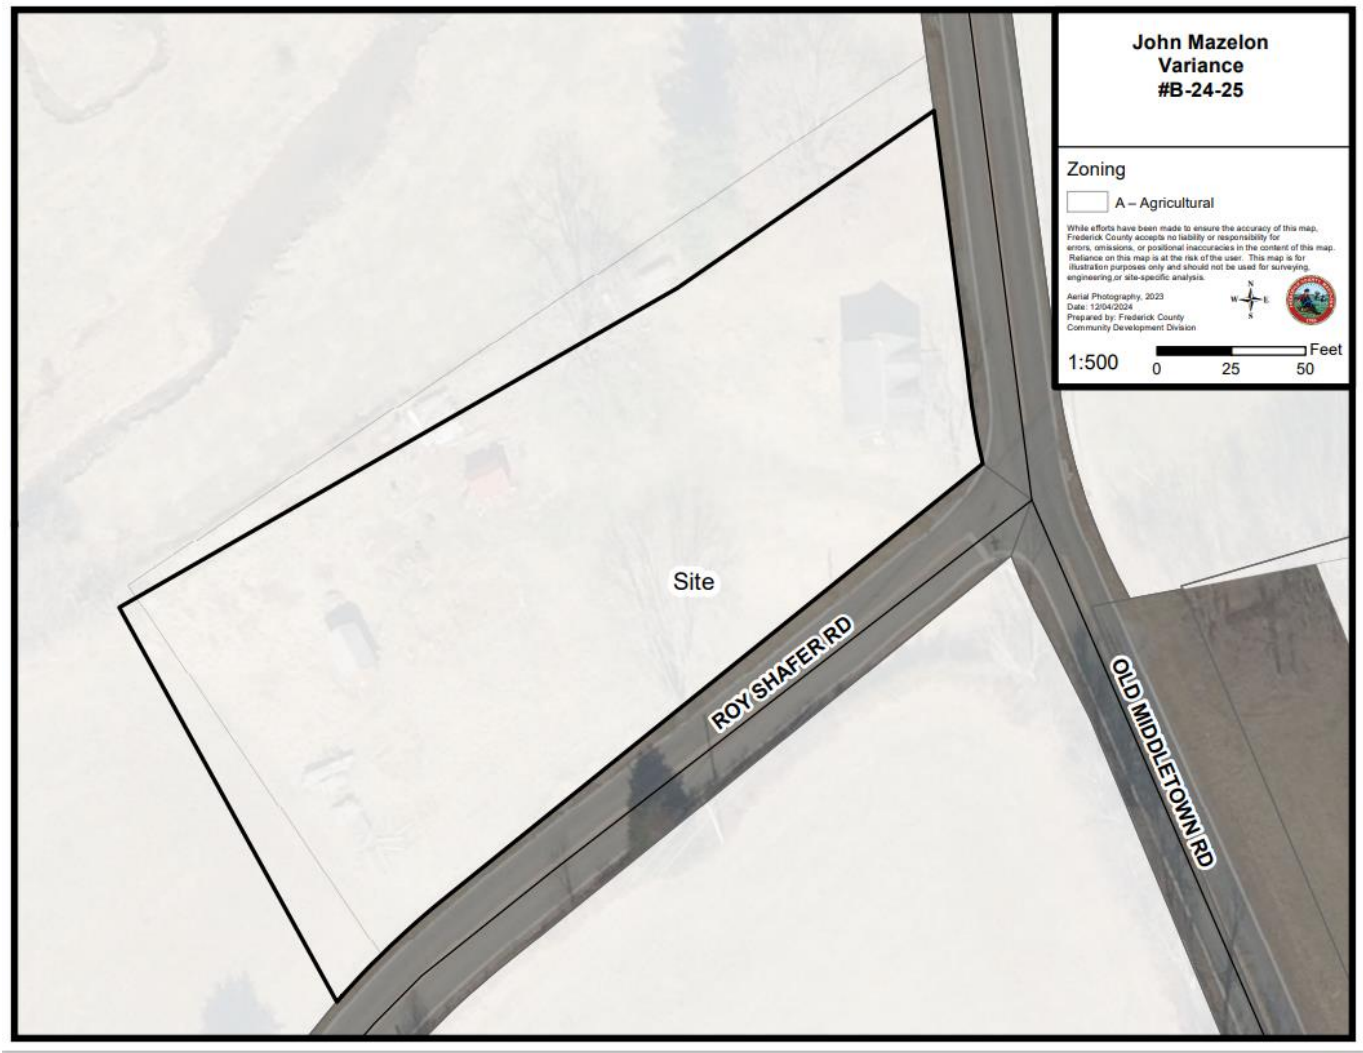 John Mazelon
Variance
#B-24-25
Zoning
A – Agricultural
While efforts have been made to ensure the accuracy of this map,
Frederick County accepts no liability or responsibility for
errors, omissions, or positional inaccuracies in the content of this map.
Reliance on this map is at the risk of the user. This map is for
illustration purposes only and should not be used for surveying,
engineering,or site-specific analysis.
Aerial Photography, 2023
Date: 12/04/2024
Prepared by: Frederick County
Community Development Division
N
W E
S
1:500
Feet
0 25 50
Site
ROY SHAFER RD
OLD MIDDLETOWN RD